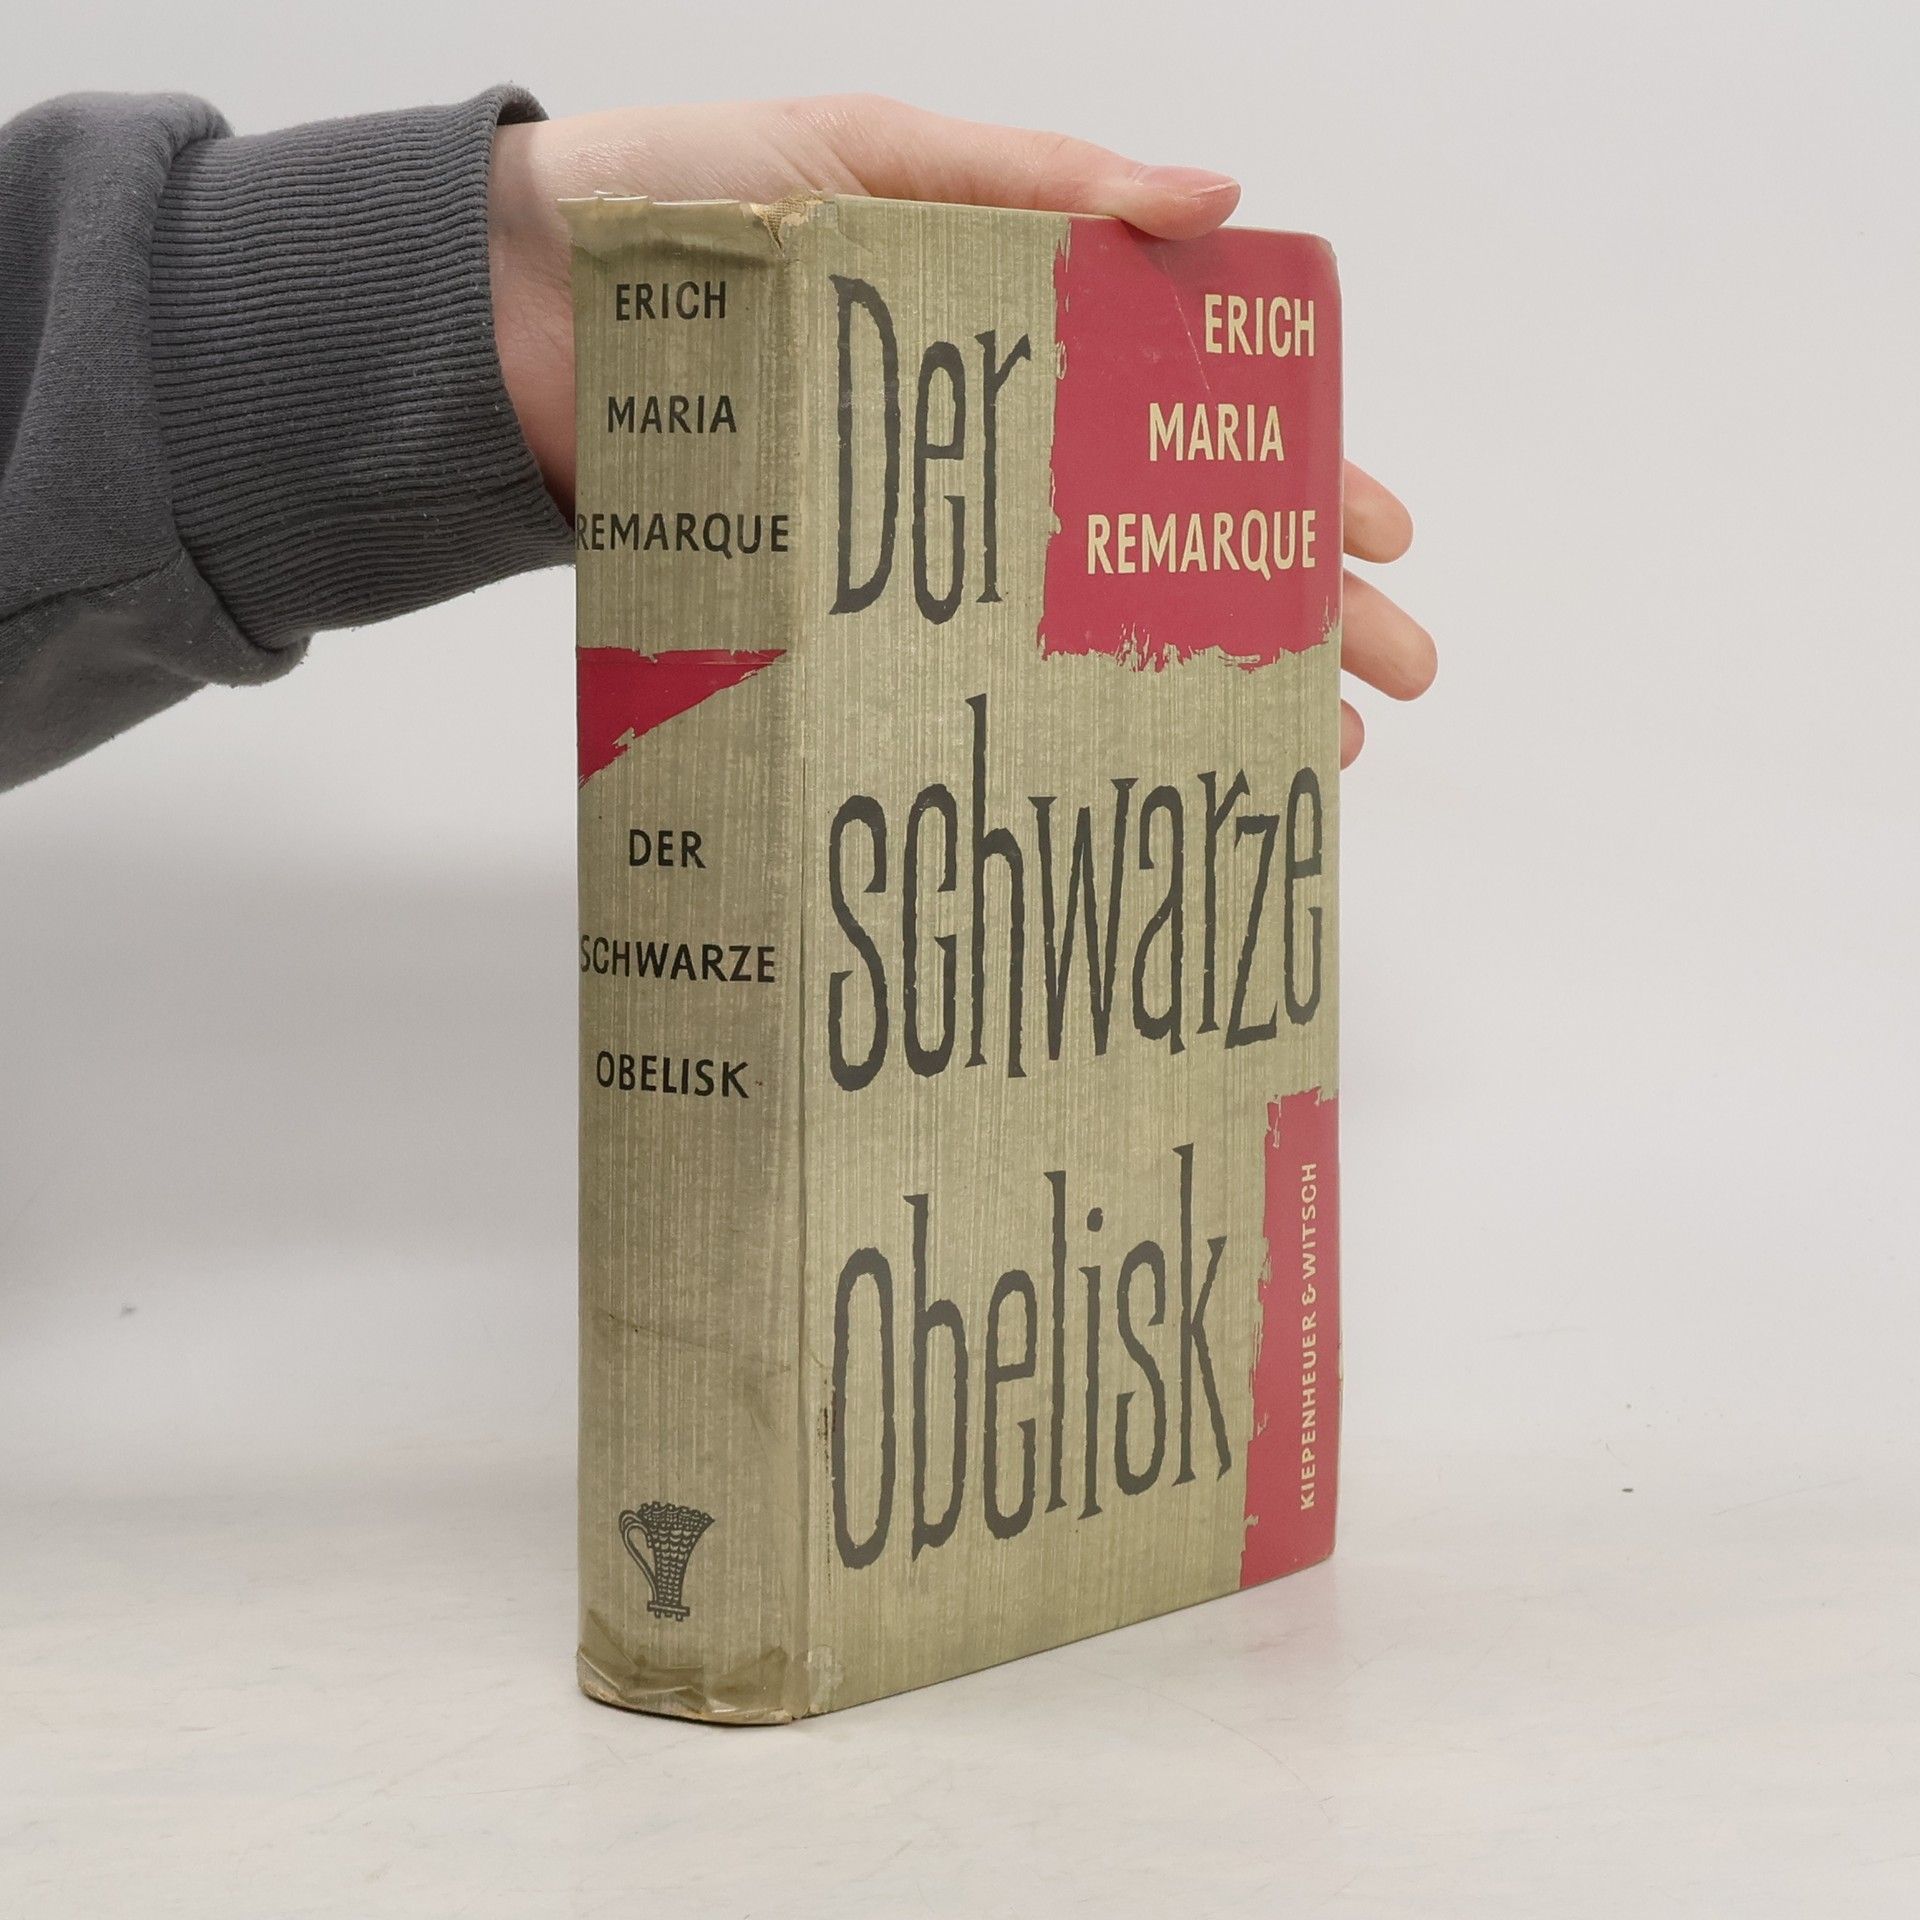 ERICH
MARIA
REMARQUE
DER
SCHWARZE
OBELISK
Der
schwarze
obelisk
ERICH
MARIA
REMARQUE
KIEPENHEUER & WITSCH